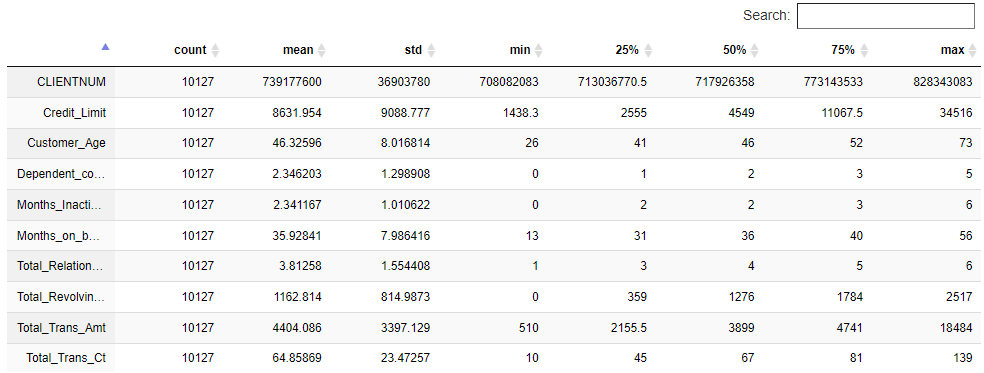 Search:
count mean std min 25% 50% 75% max
CLIENTNUM 10127 739177600 36903780 708082083 713036770.5 717926358 773143533 828343083
Credit_Limit 10127 8631.954 9088.777 1438.3 2555 4549 11067.5 34516
Customer_Age 10127 46.32596 8.016814 26 41 46 52 73
Dependent_co... 10127 2.346203 1.298908 0 1 2 3 5
Months_Inacti... 10127 2.341167 1.010622 0 2 2 3 6
Months_on_b... 10127 35.92841 7.986416 13 31 36 40 56
Total_Relation... 10127 3.81258 1.554408 1 3 4 5 6
Total_Revolvin... 10127 1162.814 814.9873 0 359 1276 1784 2517
Total_Trans_Amt 10127 4404.086 3397.129 510 2155.5 3899 4741 18484
Total_Trans_Ct 10127 64.85869 23.47257 10 45 67 81 139